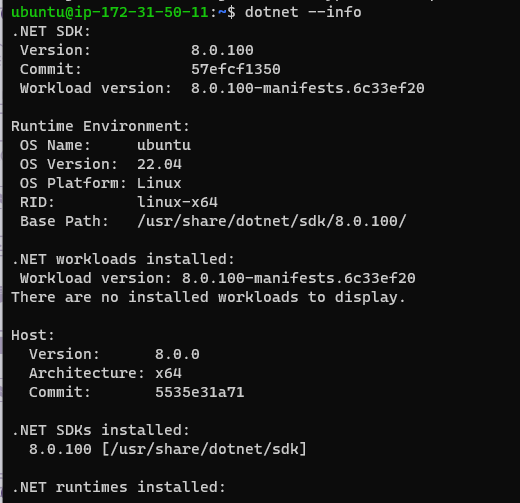 ubuntu@ip-172-31-50-11:~$ dotnet --info
.NET SDK:
 Version:           8.0.100
 Commit:            57efcf1350
 Workload version:  8.0.100-manifests.6c33ef20

Runtime Environment:
 OS Name:     ubuntu
 OS Version:  22.04
 OS Platform: Linux
 RID:         linux-x64
 Base Path:   /usr/share/dotnet/sdk/8.0.100/

.NET workloads installed:
 Workload version: 8.0.100-manifests.6c33ef20
There are no installed workloads to display.

Host:
  Version:      8.0.0
  Architecture: x64
  Commit:       5535e31a71

.NET SDKs installed:
  8.0.100 [/usr/share/dotnet/sdk]

.NET runtimes installed: